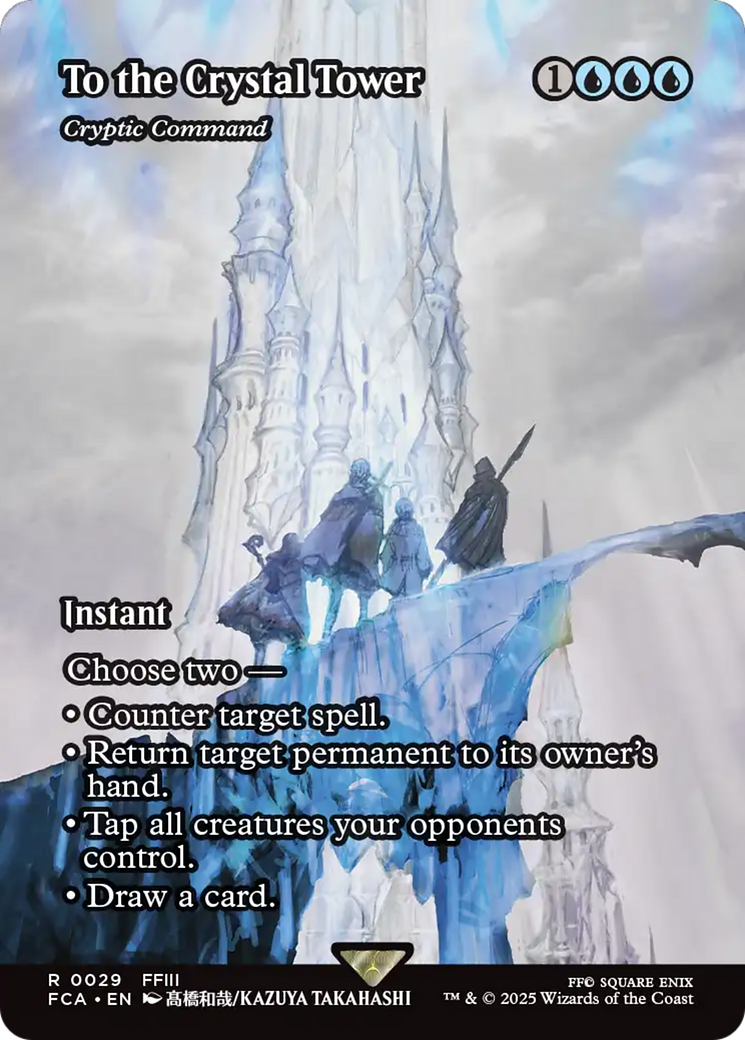 To the Crystal Tower 1
Cryptic Command
Instant
Choose two —
• Counter target spell.
• Return target permanent to its owner's
hand.
• Tap all creatures your opponents
control.
• Draw a card.
R 0029 FFIII
FCA • EN 髙橋和哉/KAZUYA TAKAHASHI
FF© SQUARE ENIX
™ & © 2025 Wizards of the Coast